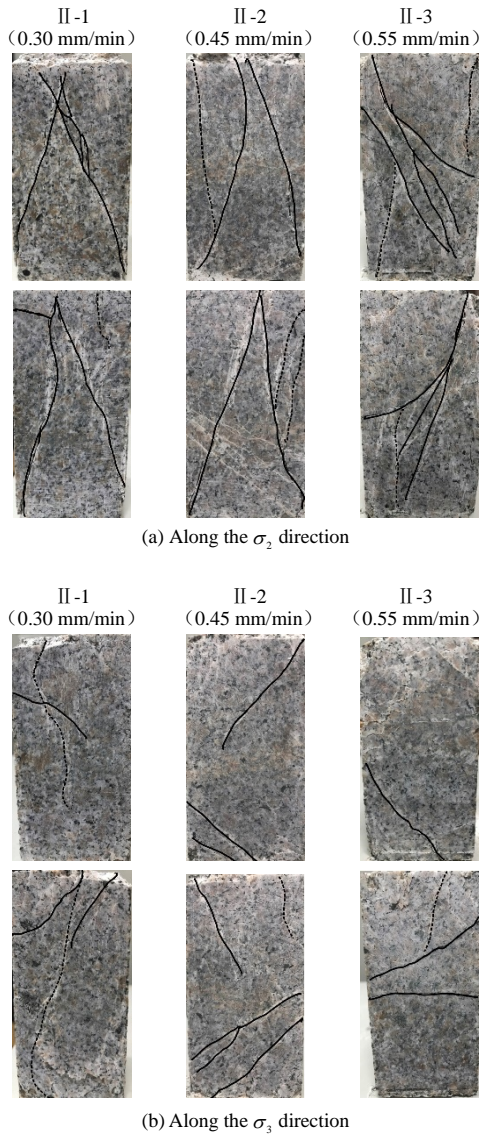 Ⅱ-1 Ⅱ-2 Ⅱ-3
（0.30 mm/min） （0.45 mm/min） （0.55 mm/min）
(a) Along the σ₂ direction
Ⅱ-1 Ⅱ-2 Ⅱ-3
（0.30 mm/min） （0.45 mm/min） （0.55 mm/min）
(b) Along the σ₃ direction